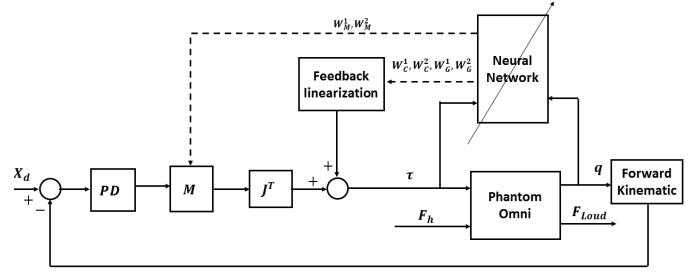 W_M^1, W_M^2
Neural
Network
W_C^1, W_C^2, W_G^1, W_G^2
Feedback
linearization
X_d
+
−
PD
M
J^T
+
+
τ
Phantom
Omni
F_h
q
F_Loud
Forward
Kinematic